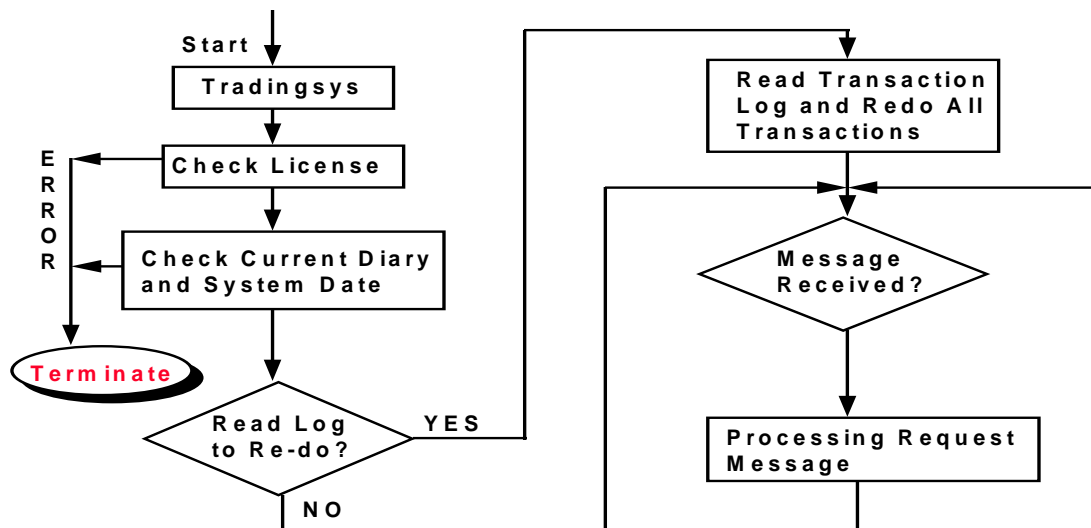 Start
Tradingsys
Check License
ERROR
Check Current Diary
and System Date
Terminate
Read Log
to Re-do?
YES
NO
Read Transaction
Log and Redo All
Transactions
Message
Received?
Processing Request
Message